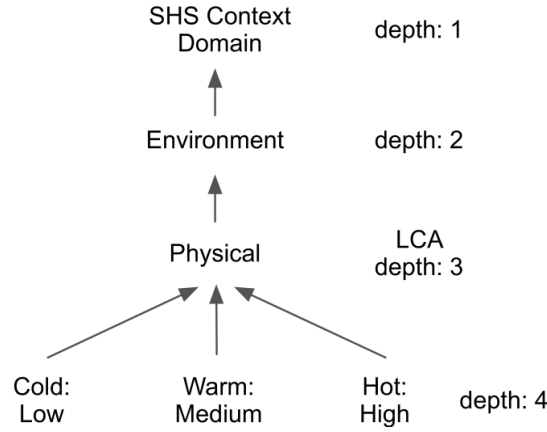 SHS Context
Domain
depth: 1
Environment
depth: 2
Physical
LCA
depth: 3
Cold:
Low
Warm:
Medium
Hot:
High
depth: 4